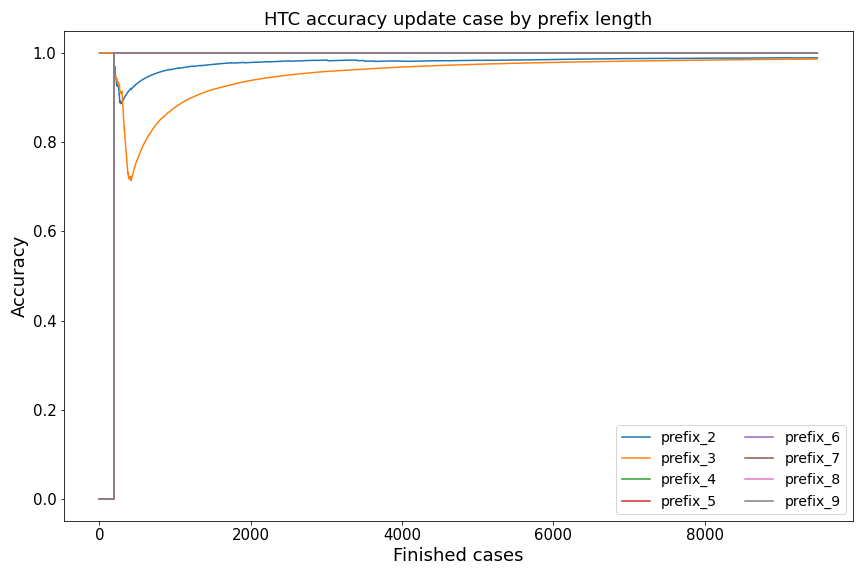 HTC accuracy update case by prefix length
Accuracy
1.0
0.8
0.6
0.4
0.2
0.0
0
2000
4000
6000
8000
Finished cases
prefix_2
prefix_3
prefix_4
prefix_5
prefix_6
prefix_7
prefix_8
prefix_9